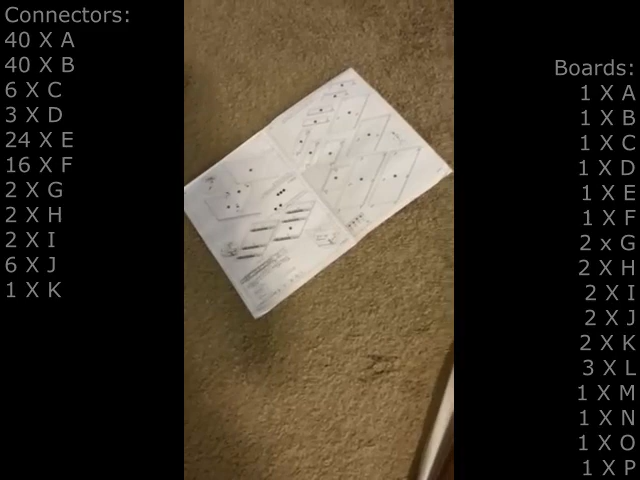 Connectors:
40 X A
40 X B
6 X C
3 X D
24 X E
16 X F
2 X G
2 X H
2 X I
6 X J
1 X K
Boards:
1 X A
1 X B
1 X C
1 X D
1 X E
1 X F
2 x G
2 X H
2 X I
2 X J
2 X K
3 X L
1 X M
1 X N
1 X O
1 X P